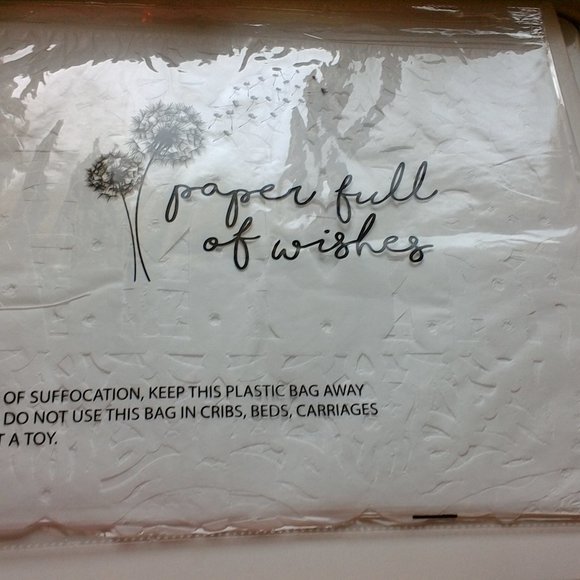 paper full
of wishes
OF SUFFOCATION, KEEP THIS PLASTIC BAG AWAY
DO NOT USE THIS BAG IN CRIBS, BEDS, CARRIAGES
T A TOY.